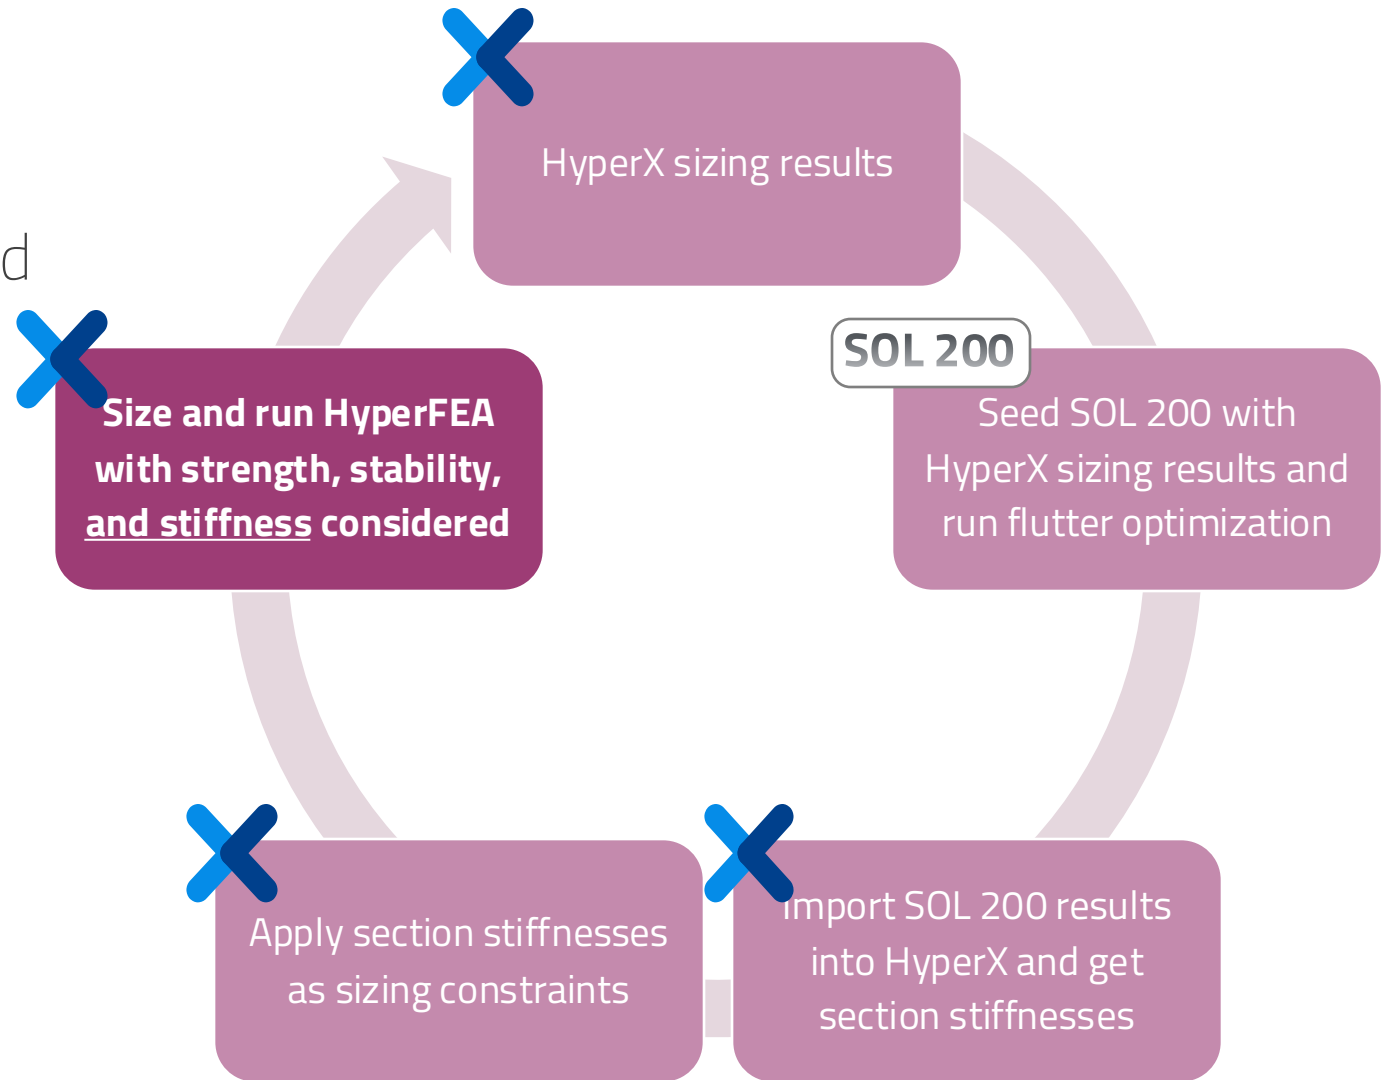 HyperX sizing results
d
SOL 200
Seed SOL 200 with
HyperX sizing results and
run flutter optimization
Import SOL 200 results
into HyperX and get
section stiffnesses
Apply section stiffnesses
as sizing constraints
Size and run HyperFEA
with strength, stability,
and stiffness considered